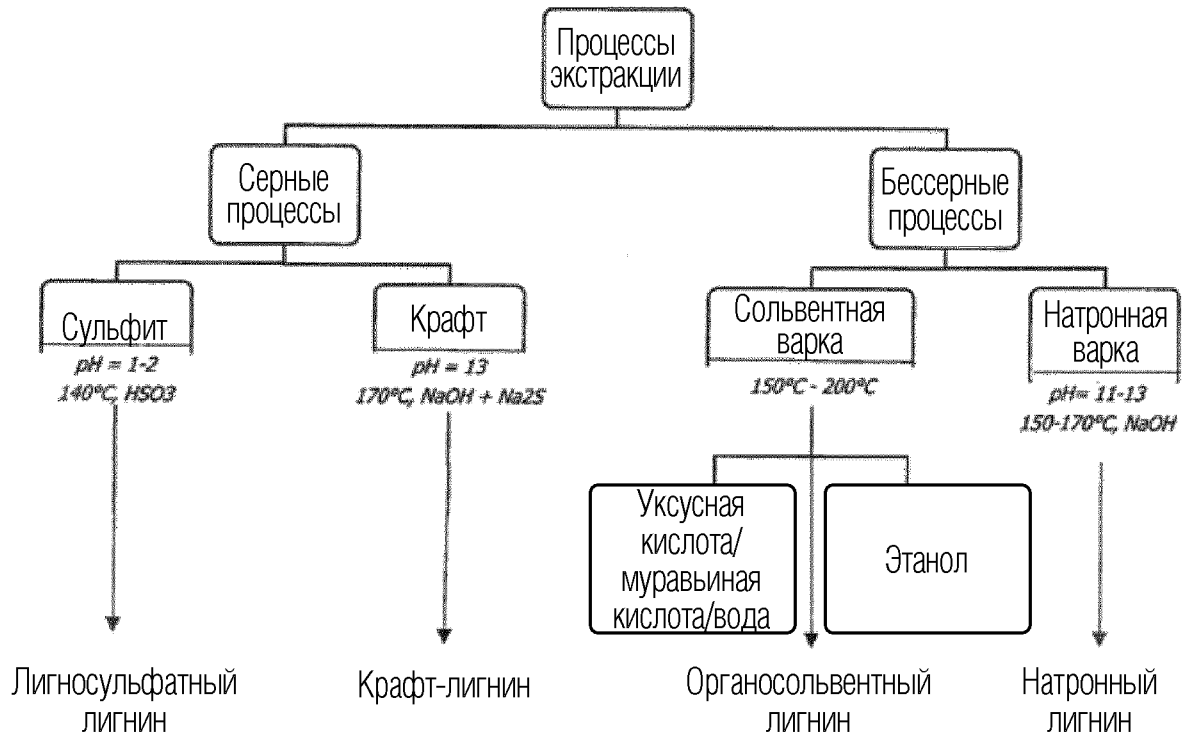 Процессы
экстракции
Серные
процессы
Бессерные
процессы
Сульфит
pH = 1-2
140°C, HSO3
Крафт
pH = 13
170°C, NaOH + Na2S
Сольвентная
варка
150°C - 200°C
Натронная
варка
pH= 11-13
150-170°C, NaOH
Уксусная
кислота/
муравьиная
кислота/вода
Этанол
Лигносульфатный
лигнин
Крафт-лигнин
Органосольвентный
лигнин
Натронный
лигнин